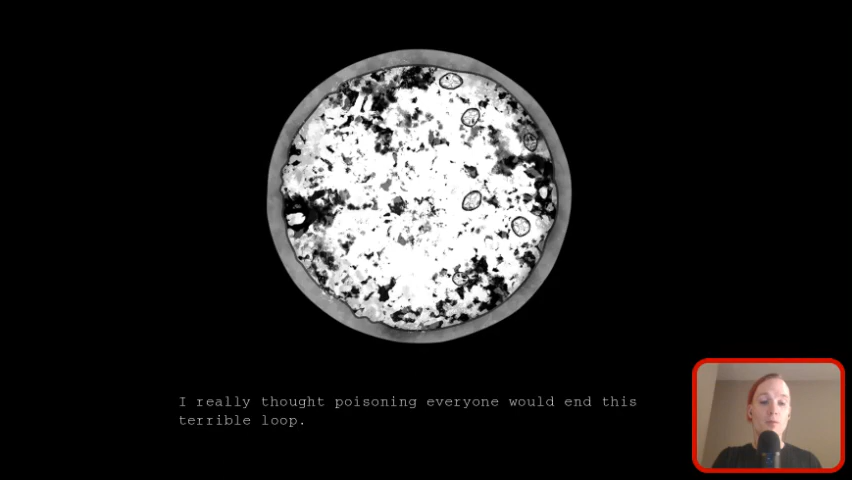 I really thought poisoning everyone would end this
terrible loop.